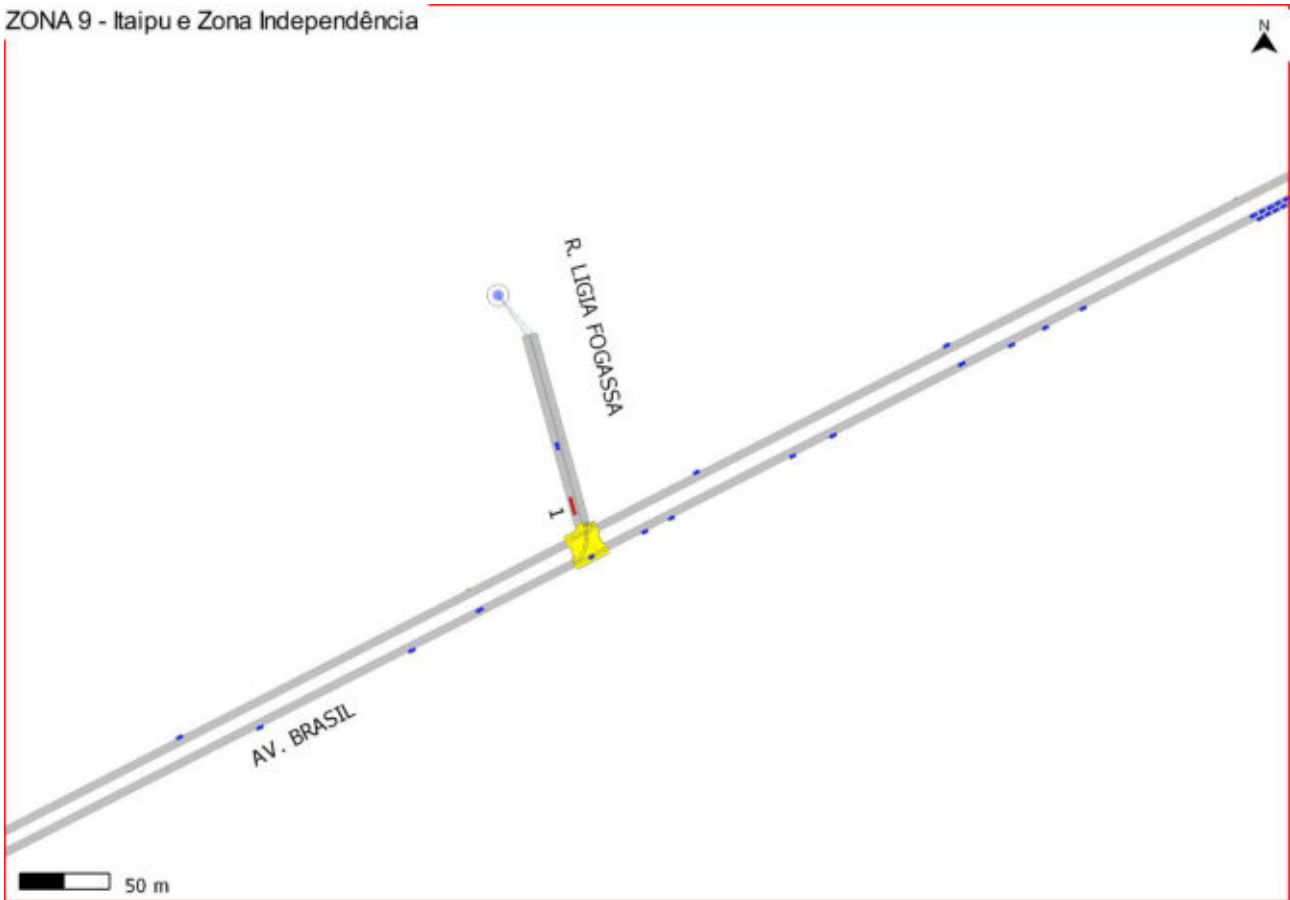 ZONA 9 - Itaipu e Zona Independência
N
R. LIGIA FOGASSA
1
AV. BRASIL
50 m